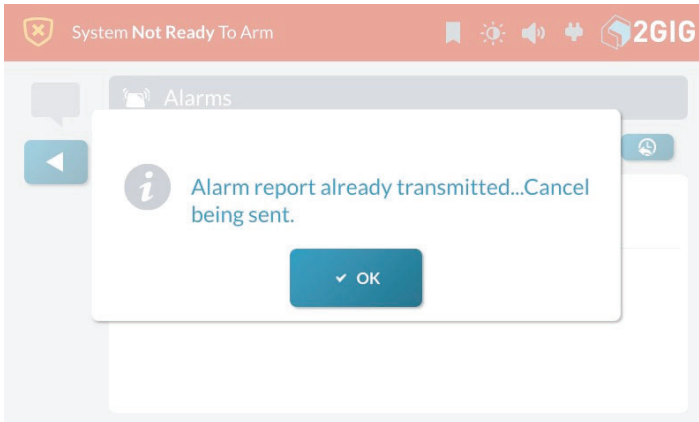 System Not Ready To Arm
2GIG
Alarms
Alarm report already transmitted...Cancel
being sent.
OK